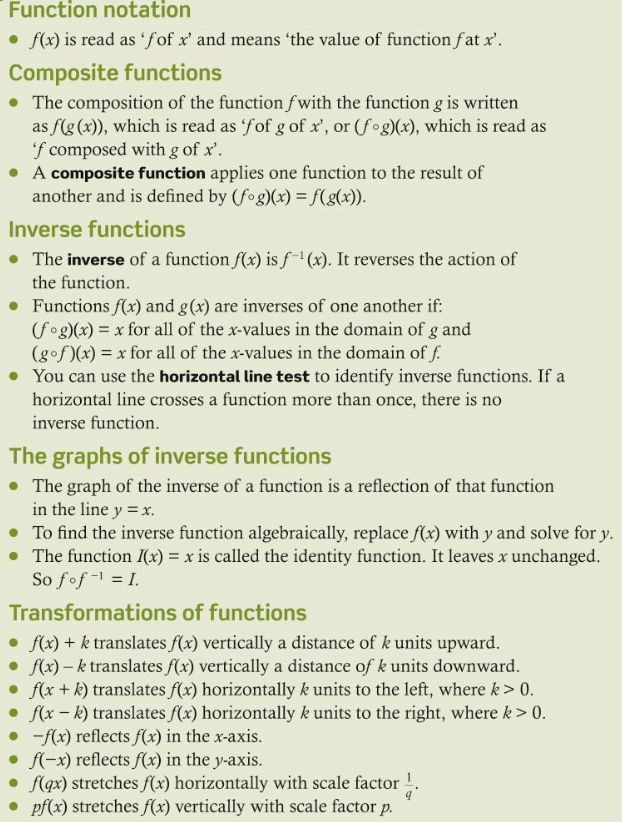 Function notation
• f(x) is read as ‘f of x’ and means ‘the value of function f at x’.
Composite functions
• The composition of the function f with the function g is written
as f(g(x)), which is read as ‘f of g of x’, or (f∘g)(x), which is read as
‘f composed with g of x’.
• A composite function applies one function to the result of
another and is defined by (f∘g)(x) = f(g(x)).
Inverse functions
• The inverse of a function f(x) is f⁻¹(x). It reverses the action of
the function.
• Functions f(x) and g(x) are inverses of one another if:
(f∘g)(x) = x for all of the x-values in the domain of g and
(g∘f)(x) = x for all of the x-values in the domain of f.
• You can use the horizontal line test to identify inverse functions. If a
horizontal line crosses a function more than once, there is no
inverse function.
The graphs of inverse functions
• The graph of the inverse of a function is a reflection of that function
in the line y = x.
• To find the inverse function algebraically, replace f(x) with y and solve for y.
• The function I(x) = x is called the identity function. It leaves x unchanged.
So f∘f⁻¹ = I.
Transformations of functions
• f(x) + k translates f(x) vertically a distance of k units upward.
• f(x) – k translates f(x) vertically a distance of k units downward.
• f(x + k) translates f(x) horizontally k units to the left, where k > 0.
• f(x − k) translates f(x) horizontally k units to the right, where k > 0.
• −f(x) reflects f(x) in the x-axis.
• f(−x) reflects f(x) in the y-axis.
• f(qx) stretches f(x) horizontally with scale factor 1/q.
• pf(x) stretches f(x) vertically with scale factor p.